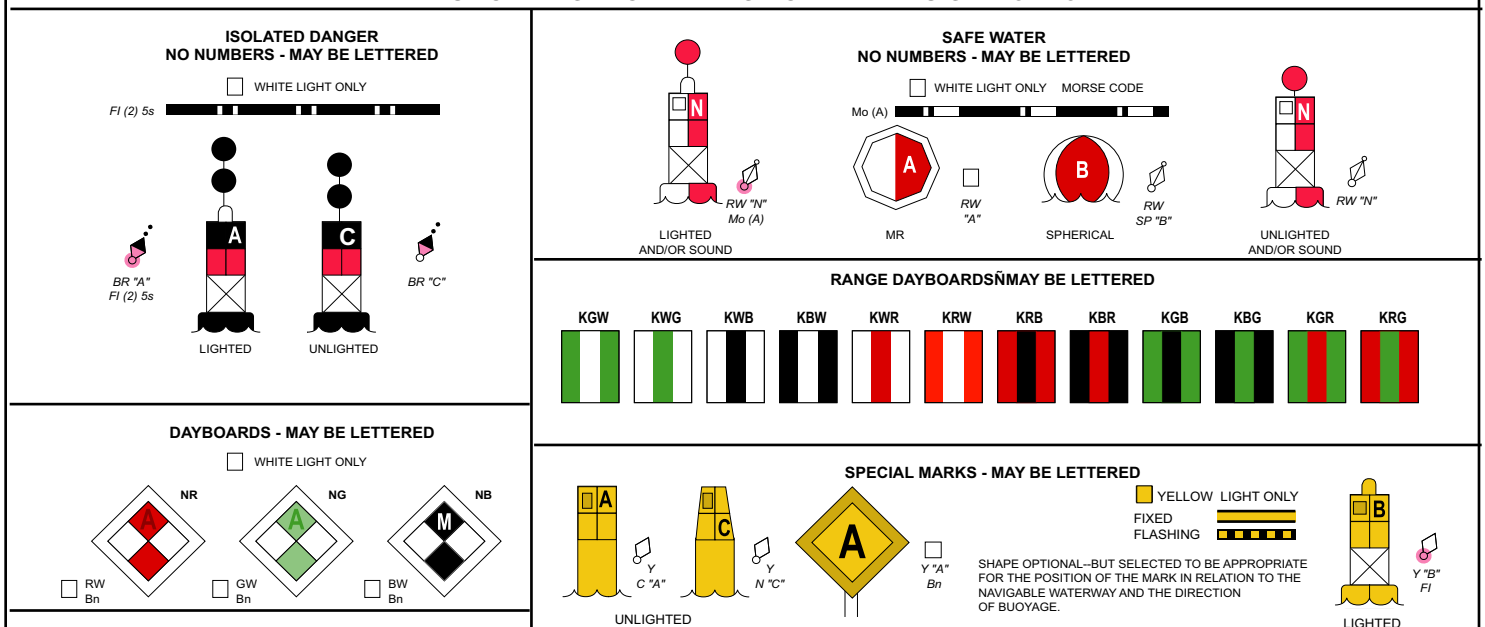 ISOLATED DANGER
NO NUMBERS - MAY BE LETTERED
WHITE LIGHT ONLY
Fl (2) 5s
A
C
BR "A"
Fl (2) 5s
BR "C"
LIGHTED
UNLIGHTED
DAYBOARDS - MAY BE LETTERED
WHITE LIGHT ONLY
NR
NG
NB
A
A
M
RW
Bn
GW
Bn
BW
Bn
SAFE WATER
NO NUMBERS - MAY BE LETTERED
WHITE LIGHT ONLY MORSE CODE
Mo (A)
N
RW "N"
Mo (A)
LIGHTED
AND/OR SOUND
A
RW
"A"
MR
B
RW
SP "B"
SPHERICAL
N
RW "N"
UNLIGHTED
AND/OR SOUND
RANGE DAYBOARDSÑMAY BE LETTERED
KGW KWG KWB KBW KWR KRW KRB KBR KGB KBG KGR KRG
SPECIAL MARKS - MAY BE LETTERED
A
Y
C "A"
C
Y
N "C"
UNLIGHTED
A
Y "A"
Bn
YELLOW LIGHT ONLY
FIXED
FLASHING
SHAPE OPTIONAL--BUT SELECTED TO BE APPROPRIATE
FOR THE POSITION OF THE MARK IN RELATION TO THE
NAVIGABLE WATERWAY AND THE DIRECTION
OF BUOYAGE.
B
Y "B"
Fl
LIGHTED